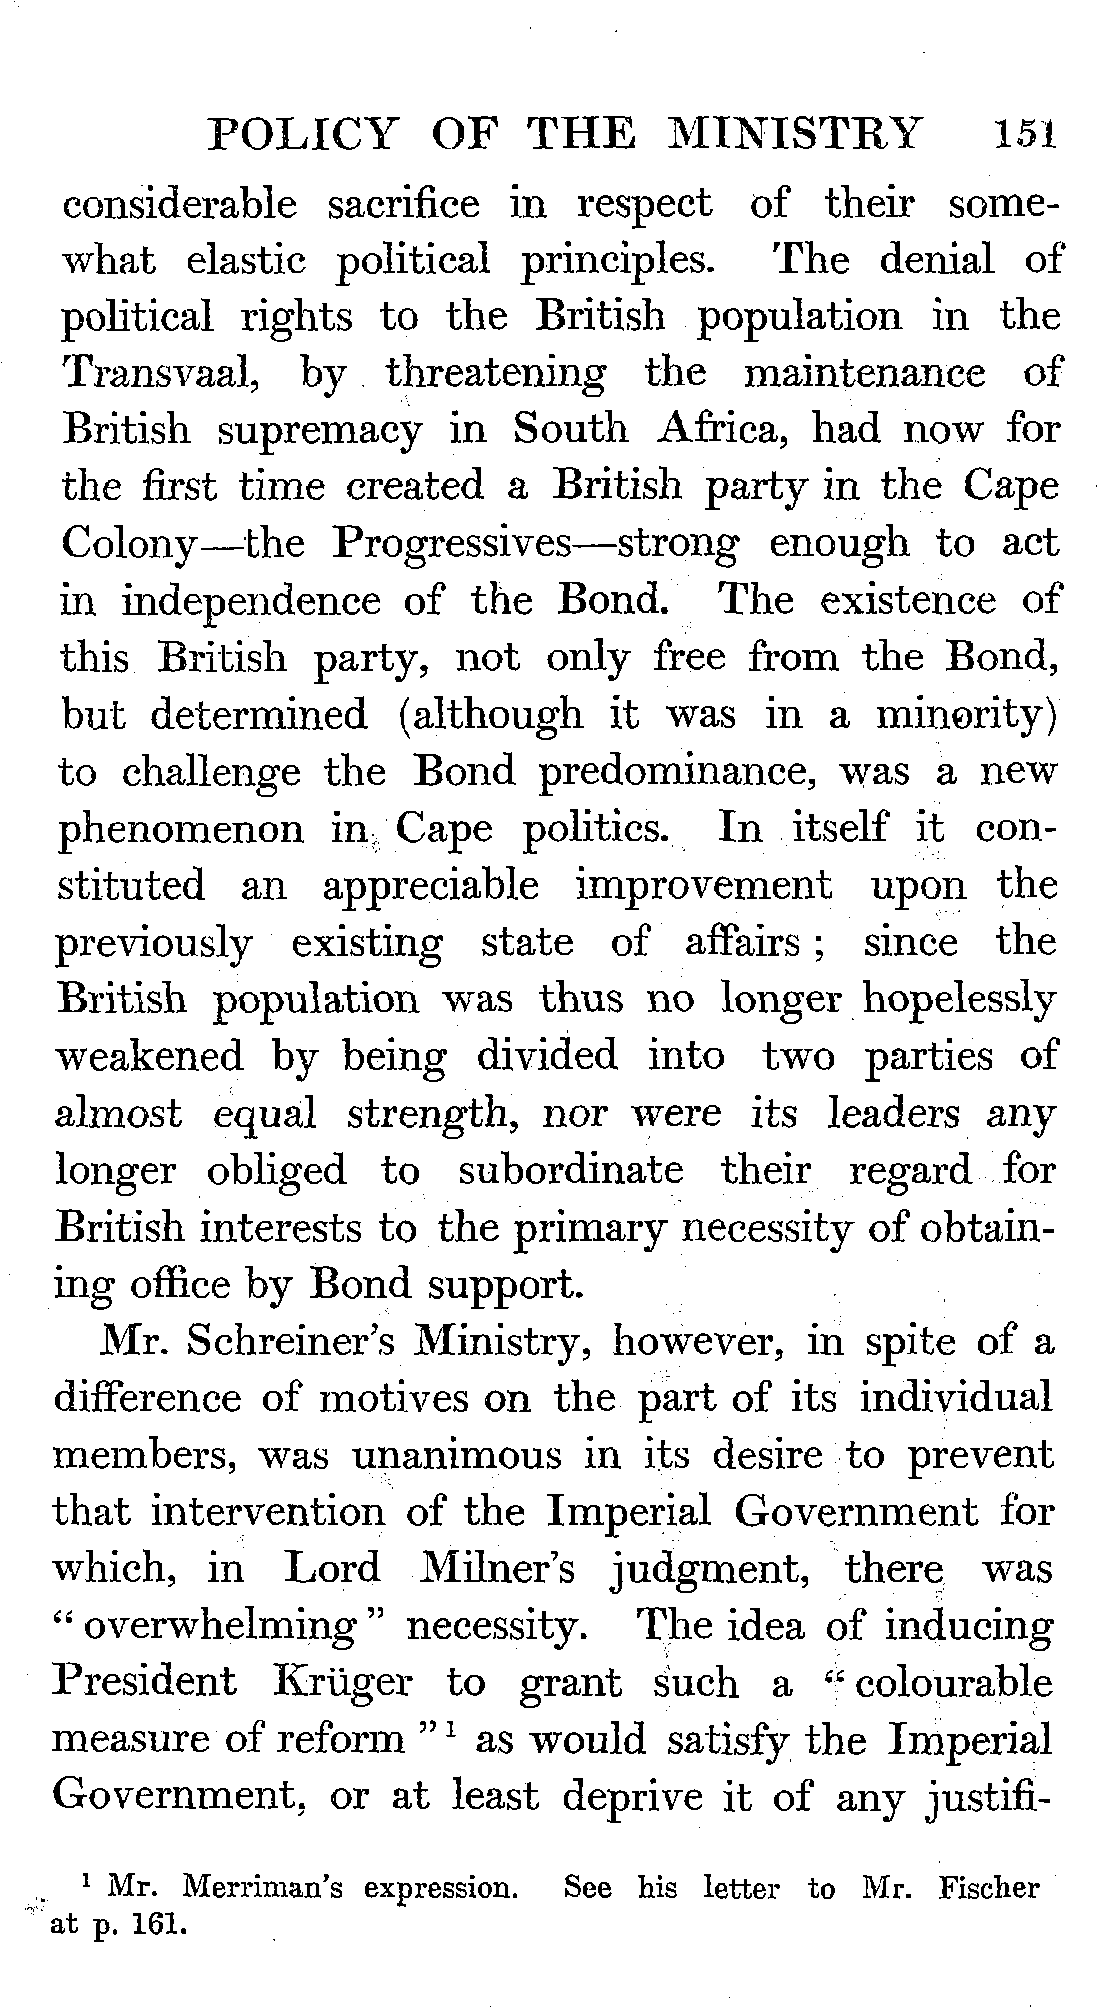 POLICY OF THE MINISTRY 151
considerable sacrifice in respect of their some-
what elastic political principles. The denial of
political rights to the British population in the
Transvaal, by threatening the maintenance of
British supremacy in South Africa, had now for
the first time created a British party in the Cape
Colony—the Progressives—strong enough to act
in independence of the Bond. The existence of
this British party, not only free from the Bond,
but determined (although it was in a minority)
to challenge the Bond predominance, was a new
phenomenon in Cape politics. In itself it con-
stituted an appreciable improvement upon the
previously existing state of affairs ; since the
British population was thus no longer hopelessly
weakened by being divided into two parties of
almost equal strength, nor were its leaders any
longer obliged to subordinate their regard for
British interests to the primary necessity of obtain-
ing office by Bond support.
Mr. Schreiner's Ministry, however, in spite of a
difference of motives on the part of its individual
members, was unanimous in its desire to prevent
that intervention of the Imperial Government for
which, in Lord Milner's judgment, there was
“ overwhelming ” necessity. The idea of inducing
President Krüger to grant such a “ colourable
measure of reform ” ¹ as would satisfy the Imperial
Government, or at least deprive it of any justifi-
¹ Mr. Merriman's expression. See his letter to Mr. Fischer
at p. 161.